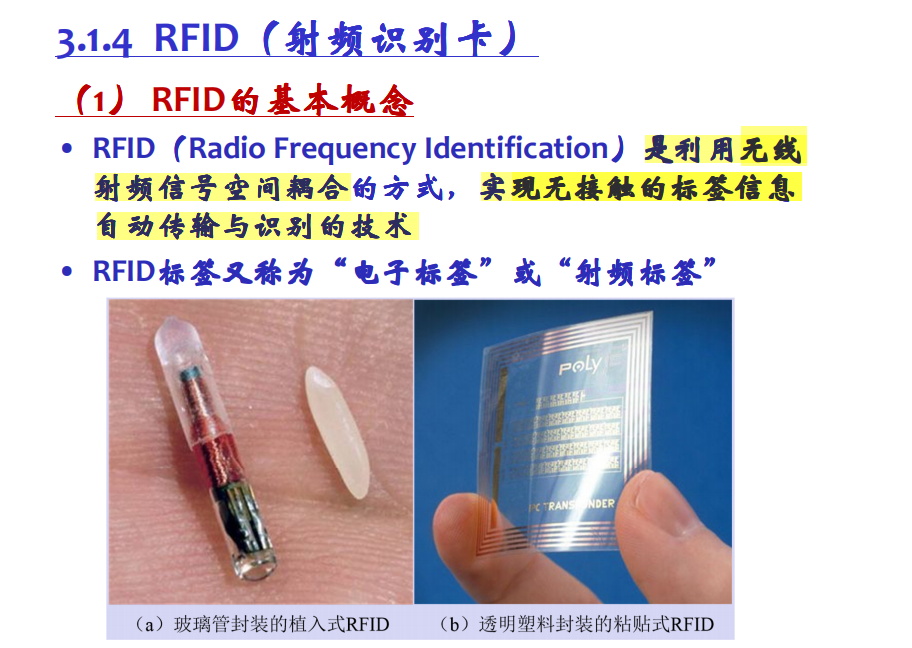 3.1.4 RFID（射频识别卡）
（1） RFID的基本概念
• RFID（Radio Frequency Identification）是利用无线
射频信号空间耦合的方式，实现无接触的标签信息
自动传输与识别的技术
• RFID标签又称为“电子标签”或“射频标签”
POLY
TRANSPONDER
（a）玻璃管封装的植入式RFID
（b）透明塑料封装的粘贴式RFID